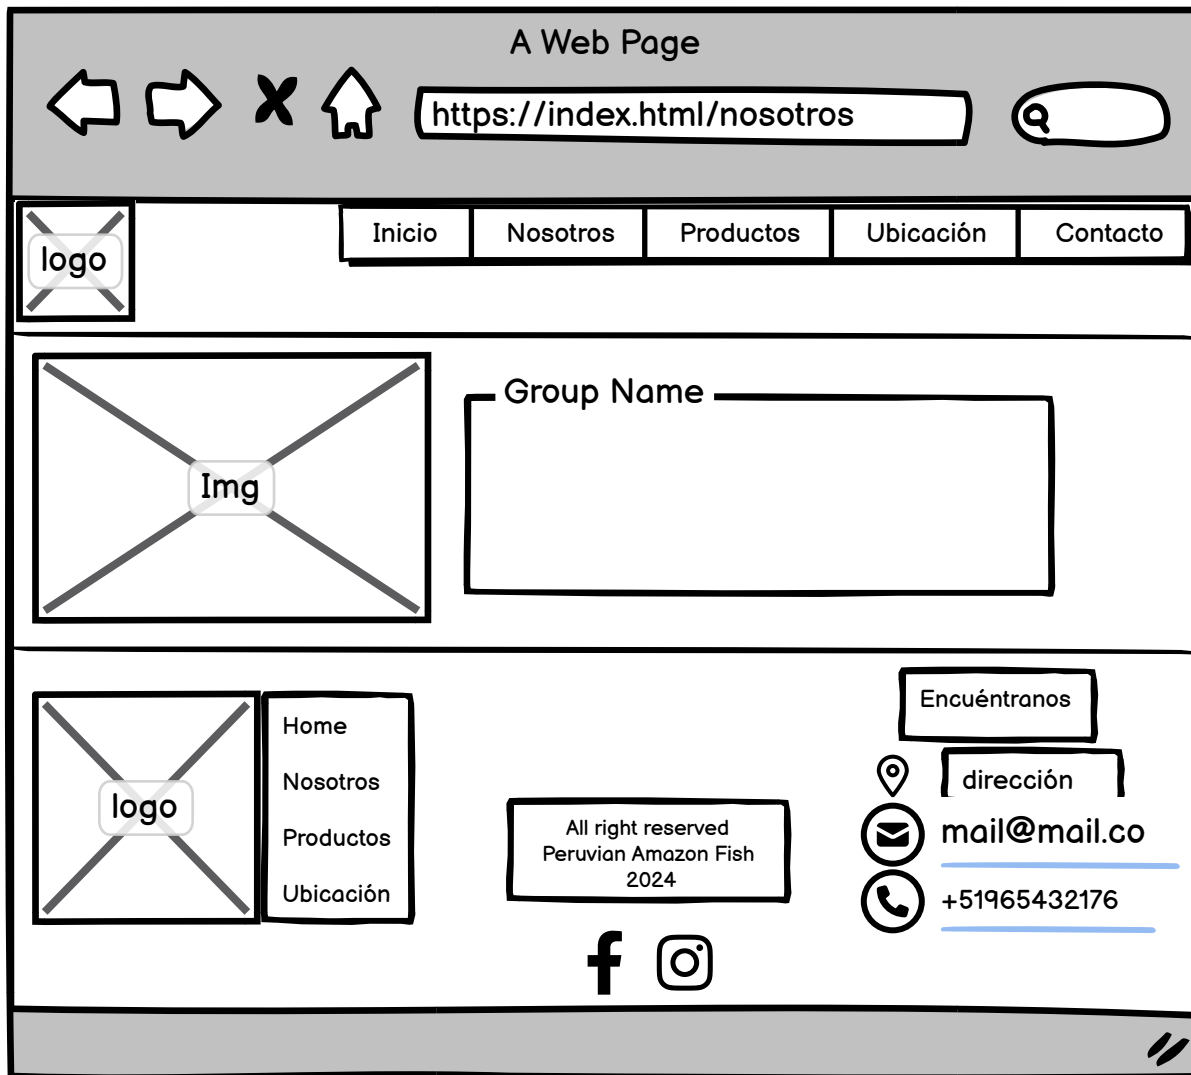 A Web Page
https://index.html/nosotros
logo
Inicio
Nosotros
Productos
Ubicación
Contacto
Img
Group Name
logo
Home
Nosotros
Productos
Ubicación
All right reserved
Peruvian Amazon Fish
2024
Encuéntranos
dirección
mail@mail.co
+51965432176